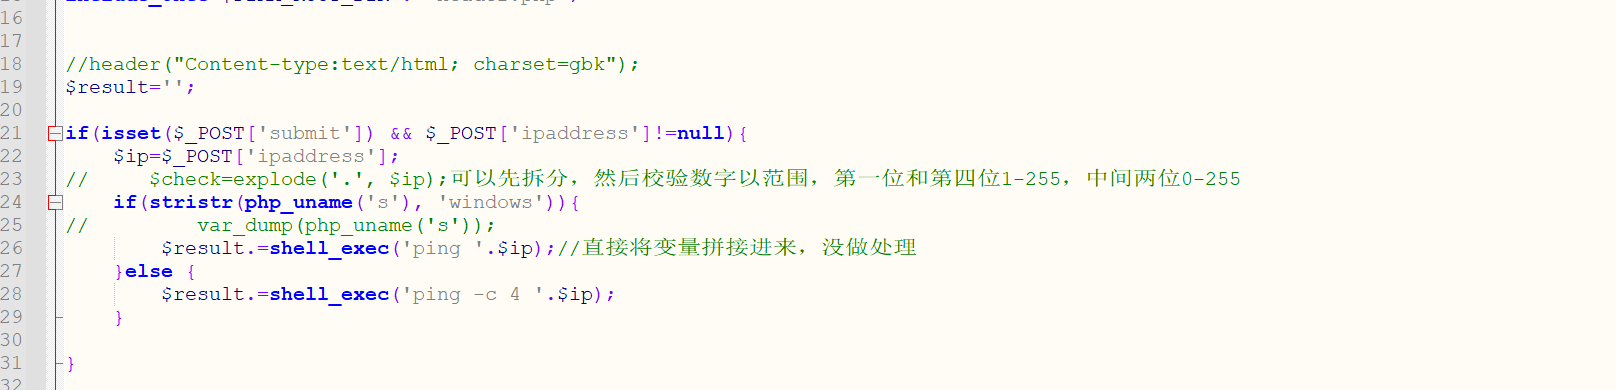 16
17
18 //header("Content-type:text/html; charset=gbk");
19 $result='';
20
21 if(isset($_POST['submit']) && $_POST['ipaddress']!=null){
22 $ip=$_POST['ipaddress'];
23 // $check=explode('.', $ip);可以先拆分，然后校验数字以范围，第一位和第四位1-255，中间两位0-255
24 if(stristr(php_uname('s'), 'windows')){
25 // var_dump(php_uname('s'));
26 $result.=shell_exec('ping '.$ip);//直接将变量拼接进来，没做处理
27 }else {
28 $result.=shell_exec('ping -c 4 '.$ip);
29 }
30
31 }
32